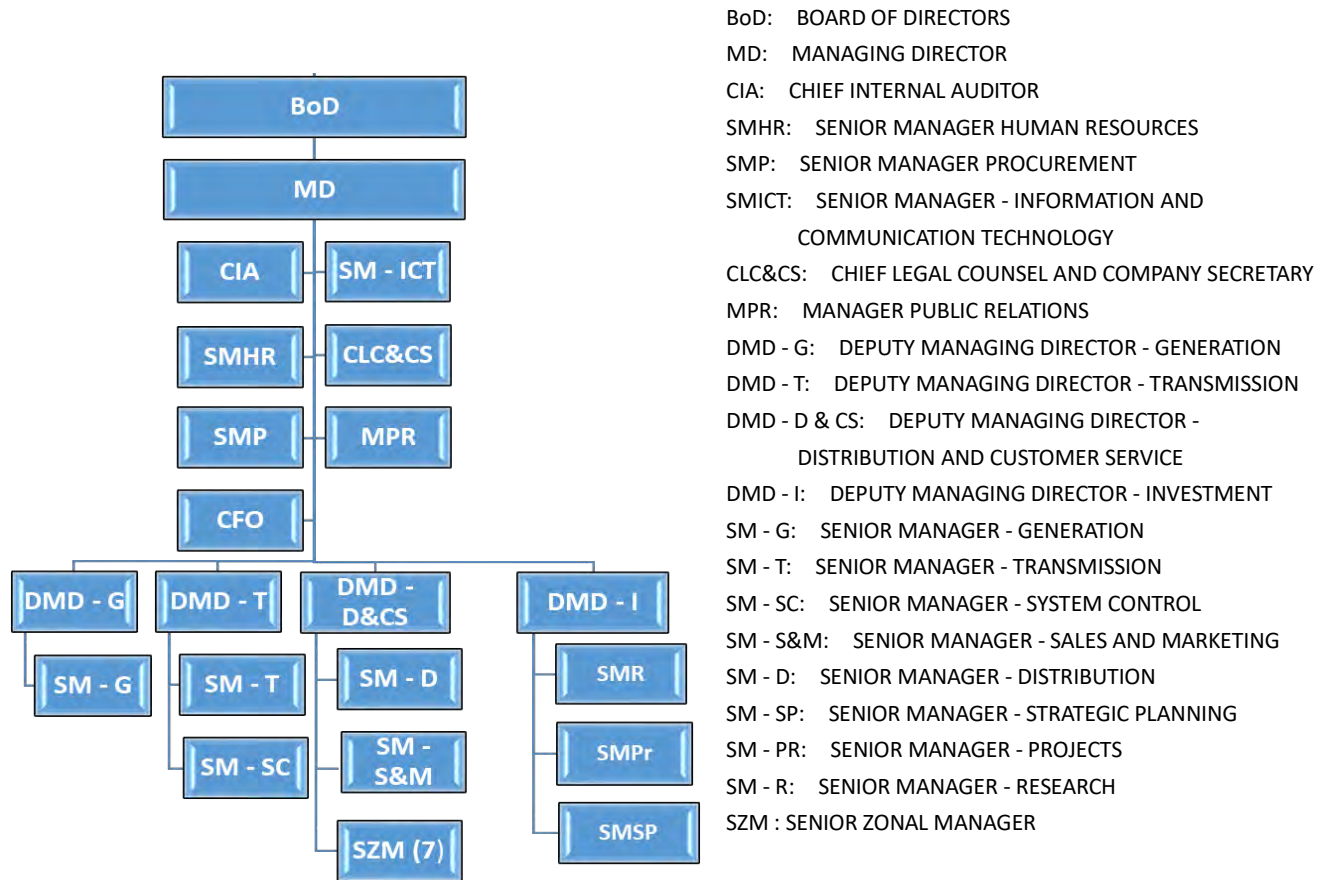 BoD
MD
CIA
SM - ICT
SMHR
CLC&CS
SMP
MPR
CFO
DMD - G
DMD - T
DMD -
D&CS
DMD - I
SM - G
SM - T
SM - SC
SM - D
SM -
S&M
SZM (7)
SMR
SMPr
SMSP
BoD: BOARD OF DIRECTORS
MD: MANAGING DIRECTOR
CIA: CHIEF INTERNAL AUDITOR
SMHR: SENIOR MANAGER HUMAN RESOURCES
SMP: SENIOR MANAGER PROCUREMENT
SMICT: SENIOR MANAGER - INFORMATION AND
COMMUNICATION TECHNOLOGY
CLC&CS: CHIEF LEGAL COUNSEL AND COMPANY SECRETARY
MPR: MANAGER PUBLIC RELATIONS
DMD - G: DEPUTY MANAGING DIRECTOR - GENERATION
DMD - T: DEPUTY MANAGING DIRECTOR - TRANSMISSION
DMD - D & CS: DEPUTY MANAGING DIRECTOR -
DISTRIBUTION AND CUSTOMER SERVICE
DMD - I: DEPUTY MANAGING DIRECTOR - INVESTMENT
SM - G: SENIOR MANAGER - GENERATION
SM - T: SENIOR MANAGER - TRANSMISSION
SM - SC: SENIOR MANAGER - SYSTEM CONTROL
SM - S&M: SENIOR MANAGER - SALES AND MARKETING
SM - D: SENIOR MANAGER - DISTRIBUTION
SM - SP: SENIOR MANAGER - STRATEGIC PLANNING
SM - PR: SENIOR MANAGER - PROJECTS
SM - R: SENIOR MANAGER - RESEARCH
SZM : SENIOR ZONAL MANAGER